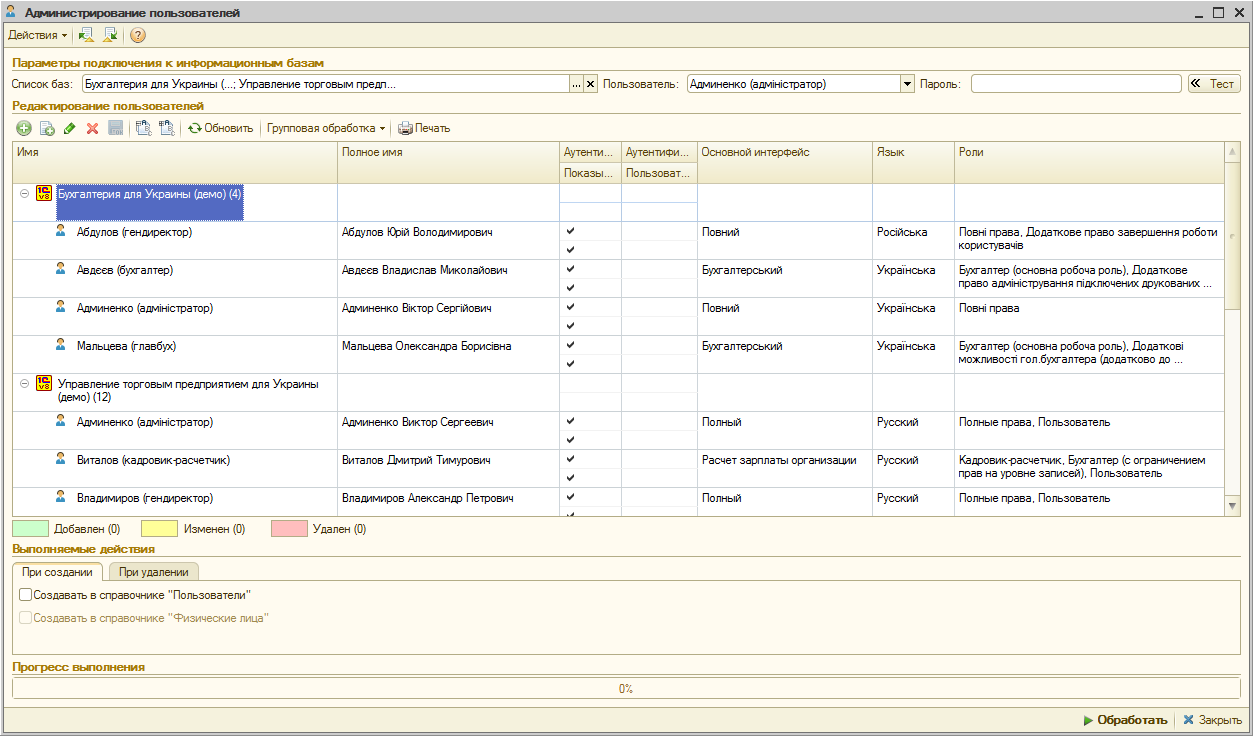 Администрирование пользователей
Действия
Параметры подключения к информационным базам
Список баз: Бухгалтерия для Украины (...; Управление торговым предп... ... Пользователь: Админенко (адміністратор) Пароль: Тест
Редактирование пользователей
Обновить Групповая обработка Печать
Имя Полное имя Аутенти... Аутентифи... Основной интерфейс Язык Роли
Показы... Пользоват...
Бухгалтерия для Украины (демо) (4)
Абдулов (гендиректор) Абдулов Юрій Володимирович Повний Російська Повні права, Додаткове право завершення роботи
користувачів
Авдєєв (бухгалтер) Авдєєв Владислав Миколайович Бухгалтерський Українська Бухгалтер (основна робоча роль), Додаткове
право адміністрування підключених друкованих ...
Админенко (адміністратор) Админенко Віктор Сергійович Повний Українська Повні права
Мальцева (главбух) Мальцева Олександра Борисівна Бухгалтерський Українська Бухгалтер (основна робоча роль), Додаткові
можливості гол.бухгалтера (додатково до ...
Управление торговым предприятием для Украины
(демо) (12)
Админенко (адміністратор) Админенко Виктор Сергеевич Полный Русский Полные права, Пользователь
Виталов (кадровик-расчетчик) Виталов Дмитрий Тимурович Расчет зарплаты организации Русский Кадровик-расчетчик, Бухгалтер (с ограничением
прав на уровне записей), Пользователь
Владимиров (гендиректор) Владимиров Александр Петрович Полный Русский Полные права, Пользователь
Добавлен (0) Изменен (0) Удален (0)
Выполняемые действия
При создании При удалении
Создавать в справочнике "Пользователи"
Создавать в справочнике "Физические лица"
Прогресс выполнения
0%
Обработать Закрыть